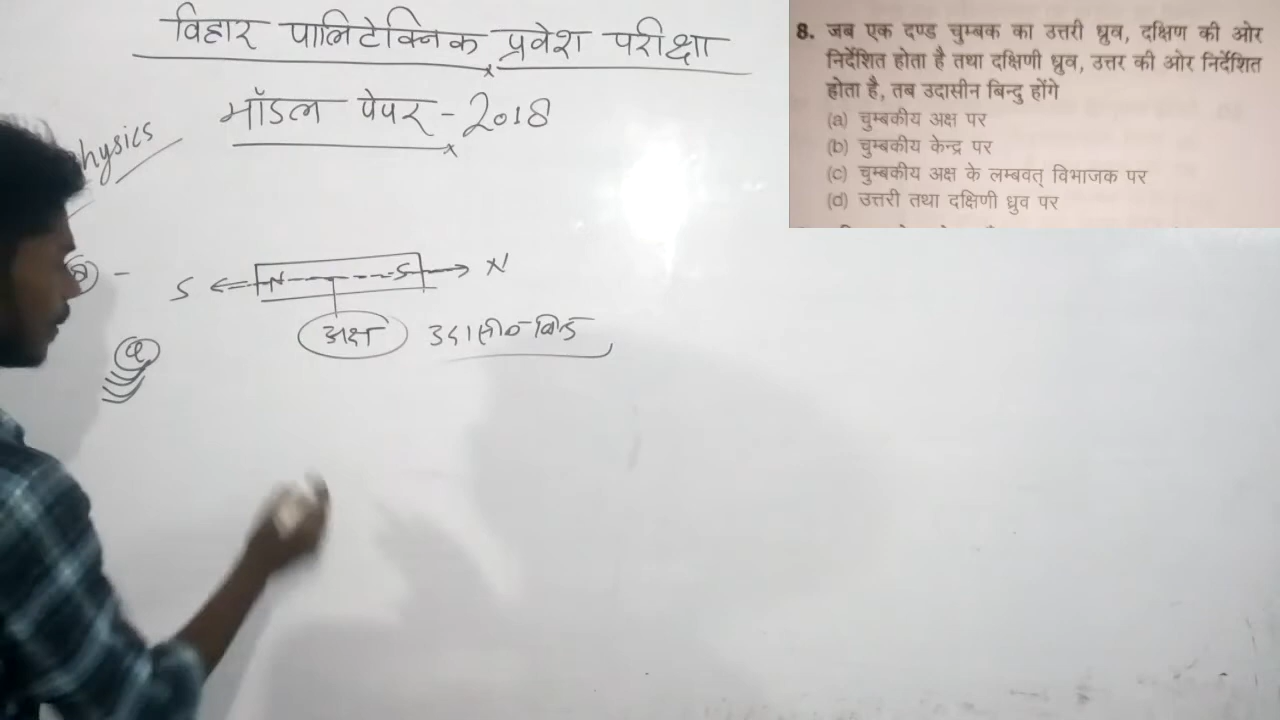 विहार पालिटेक्निक प्रवेश परीक्षा
मॉडल पेपर - 2018
hysics
8. जब एक दण्ड चुम्बक का उत्तरी ध्रुव, दक्षिण की ओर
निर्देशित होता है तथा दक्षिणी ध्रुव, उत्तर की ओर निर्देशित
होता है, तब उदासीन बिन्दु होंगे
(a) चुम्बकीय अक्ष पर
(b) चुम्बकीय केन्द्र पर
(c) चुम्बकीय अक्ष के लम्बवत् विभाजक पर
(d) उत्तरी तथा दक्षिणी ध्रुव पर
S N S N
अक्ष उदासीन